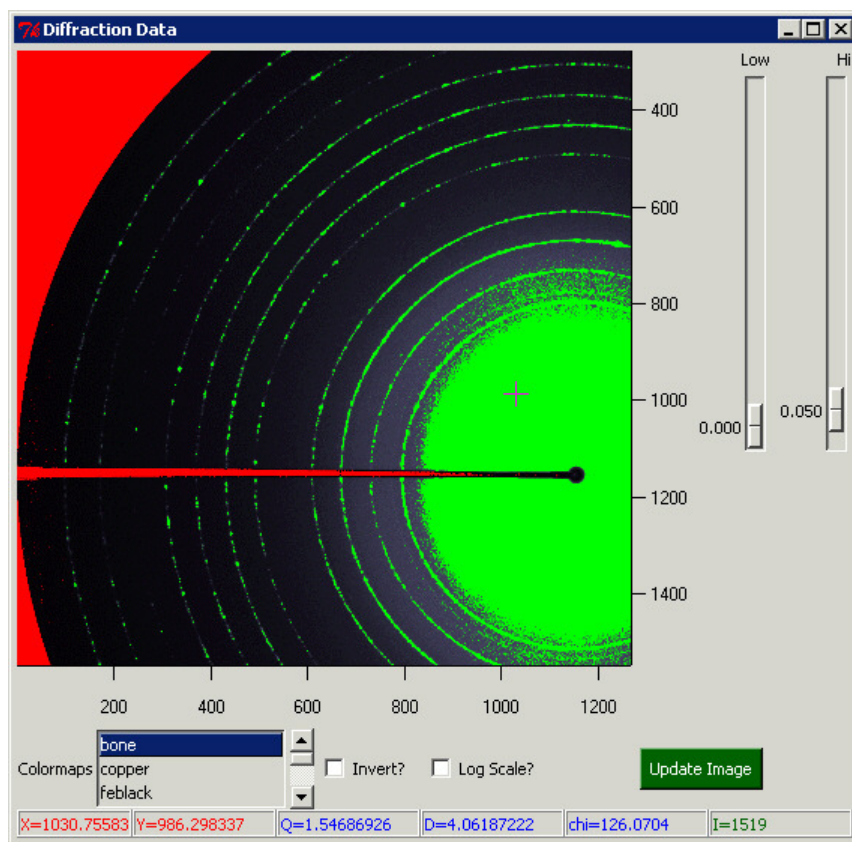 Diffraction Data
Low
Hi
400
600
800
1000
1200
1400
0.000
0.050
200
400
600
800
1000
1200
Colormaps
bone
copper
feblack
Invert?
Log Scale?
Update Image
X=1030.75583
Y=986.298337
Q=1.54686926
D=4.06187222
chi=126.0704
I=1519